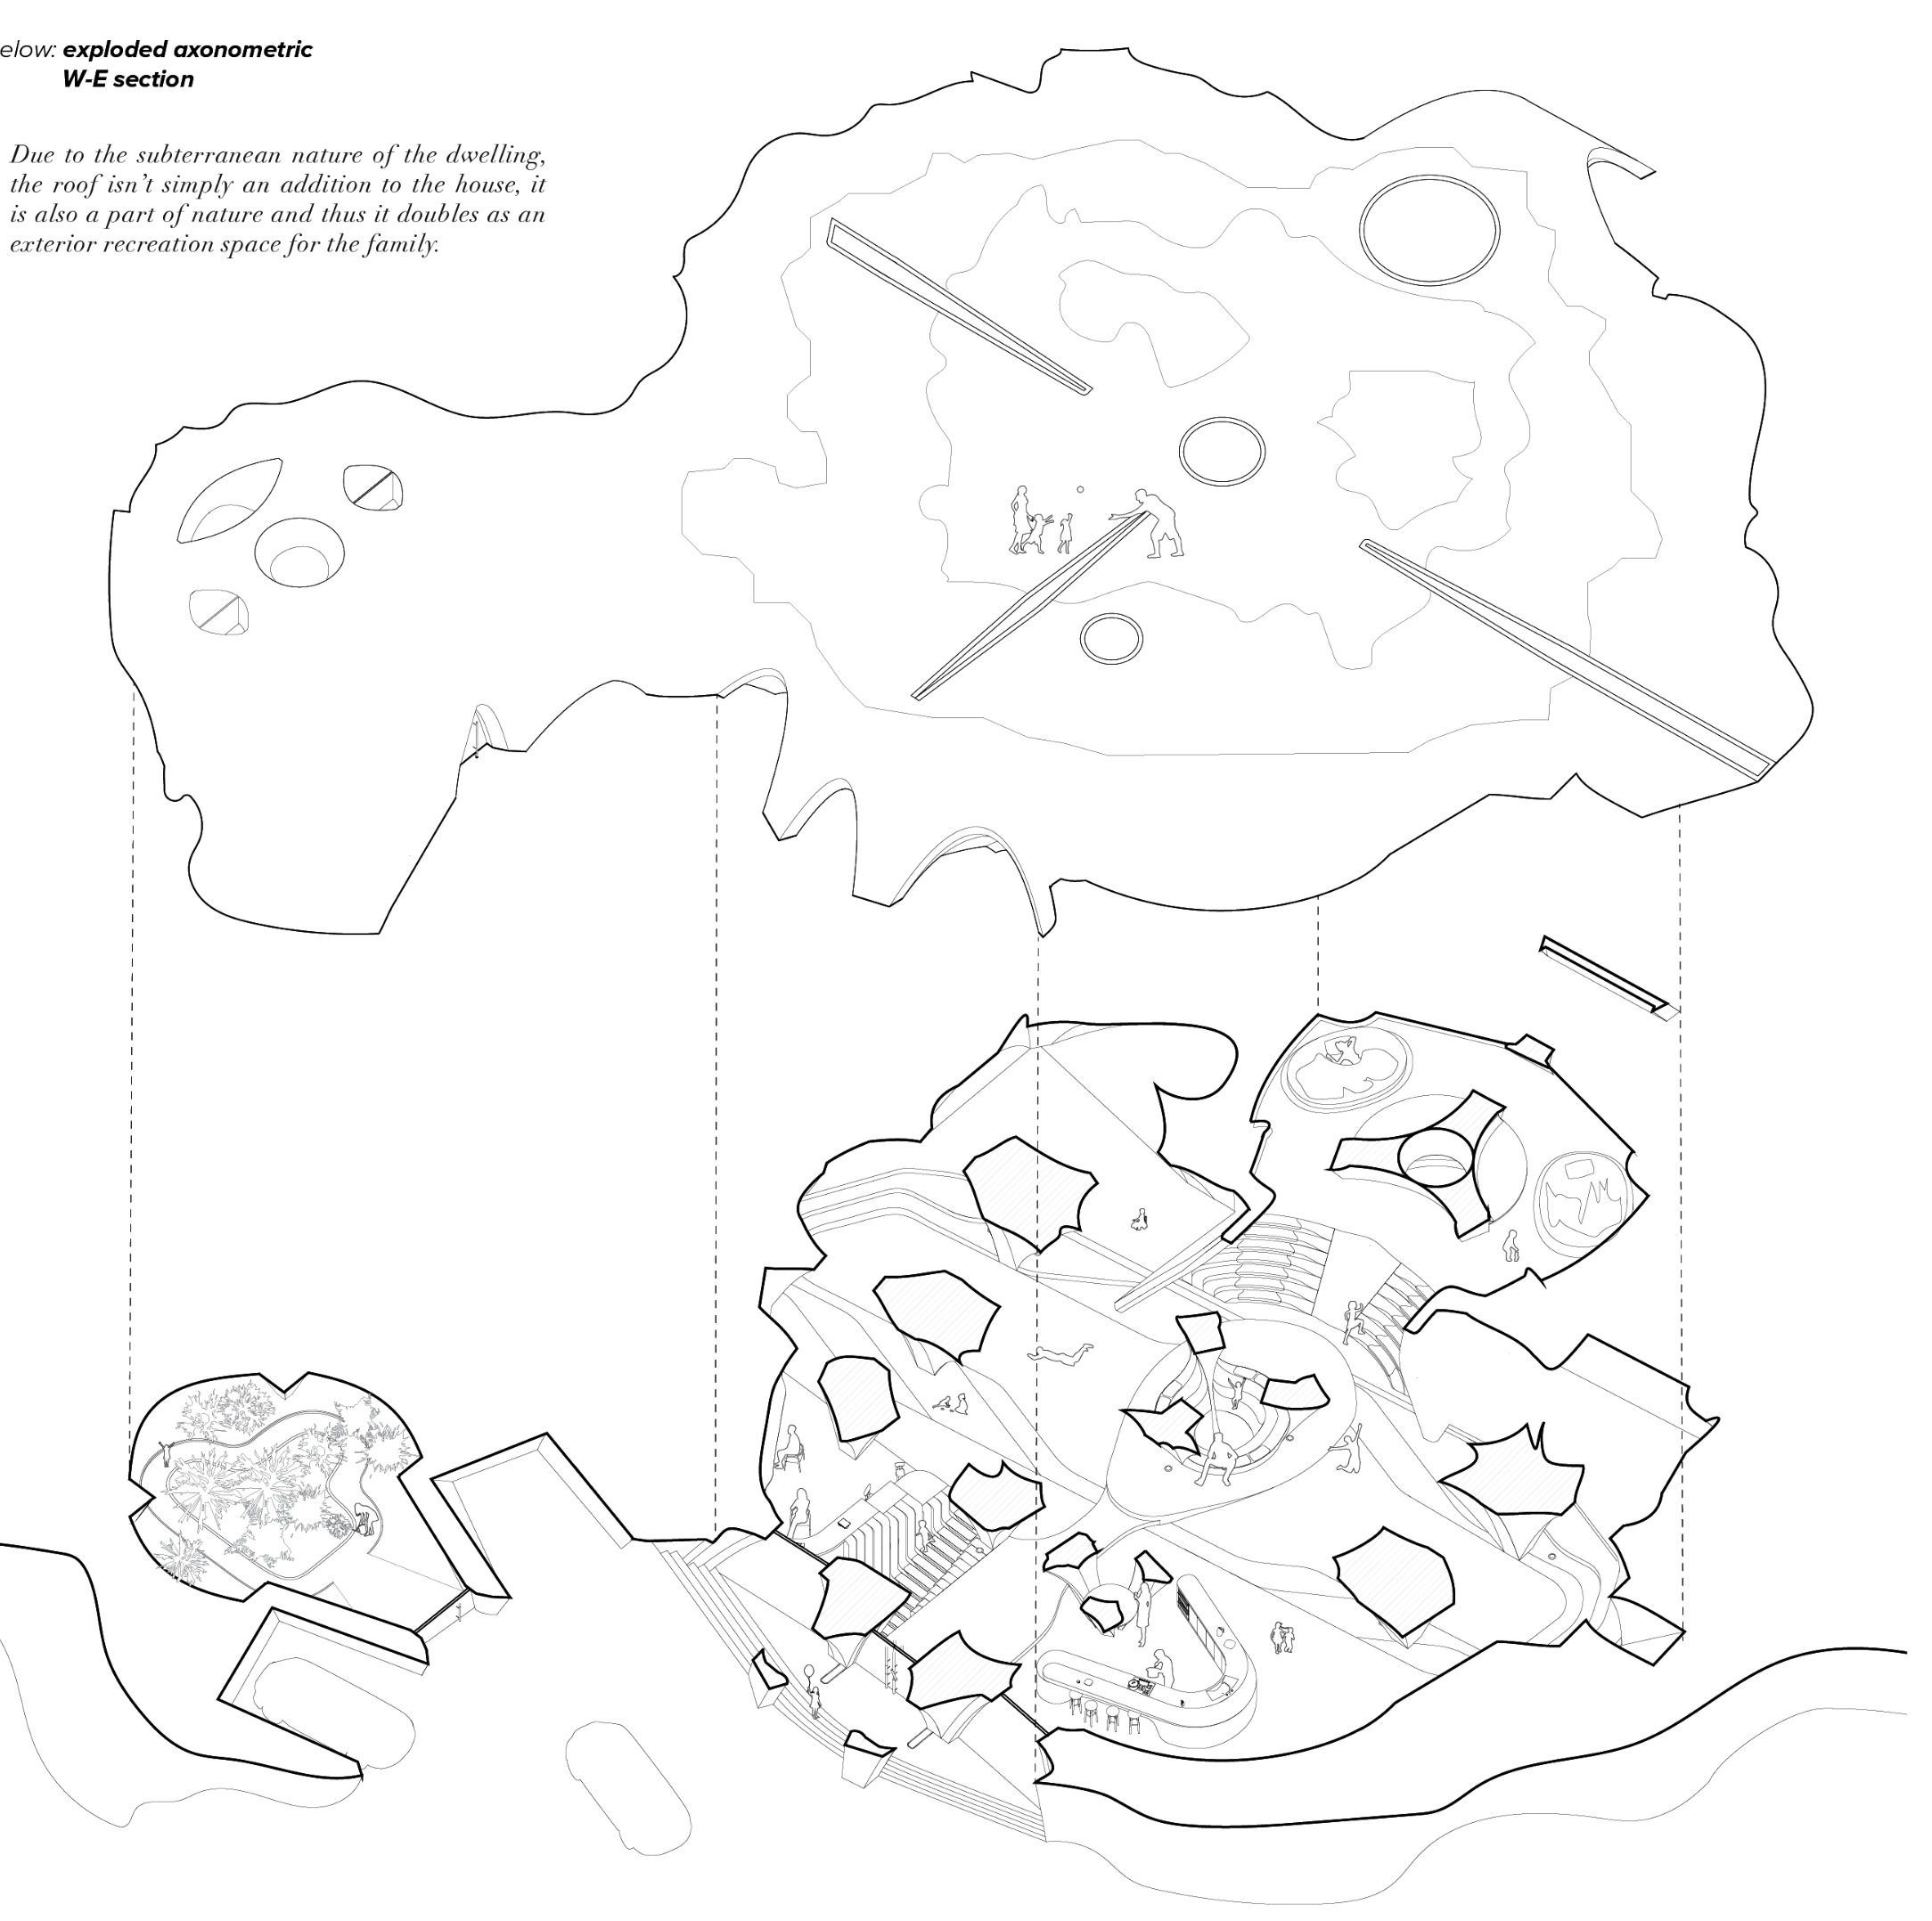 elow: exploded axonometric
W-E section
Due to the subterranean nature of the dwelling,
the roof isn’t simply an addition to the house, it
is also a part of nature and thus it doubles as an
exterior recreation space for the family.